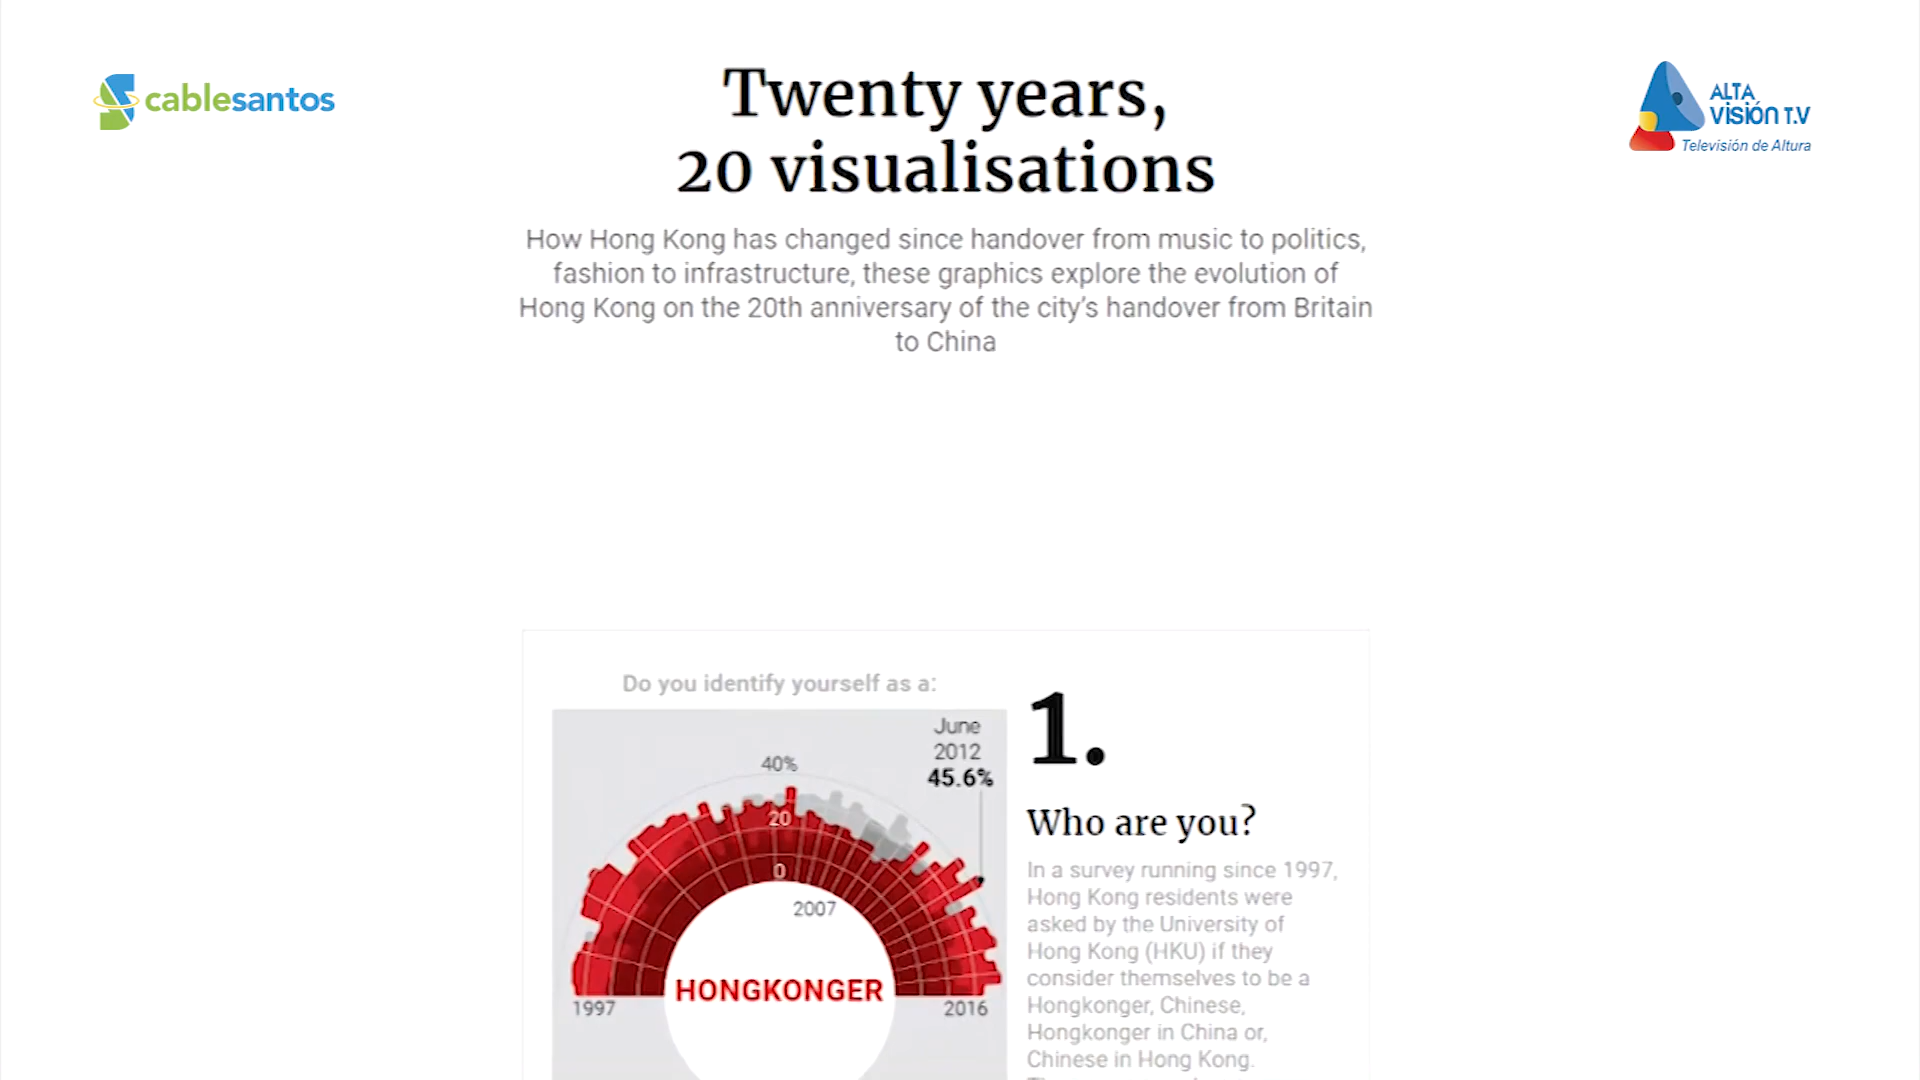 cablesantos
ALTA
VISIÓN T.V
Televisión de Altura
Twenty years,
20 visualisations
How Hong Kong has changed since handover from music to politics,
fashion to infrastructure, these graphics explore the evolution of
Hong Kong on the 20th anniversary of the city's handover from Britain
to China
Do you identify yourself as a:
June
2012
45.6%
40%
20
0
2007
HONGKONGER
1997
2016
1.
Who are you?
In a survey running since 1997,
Hong Kong residents were
asked by the University of
Hong Kong (HKU) if they
consider themselves to be a
Hongkonger, Chinese,
Hongkonger in China or,
Chinese in Hong Kong.